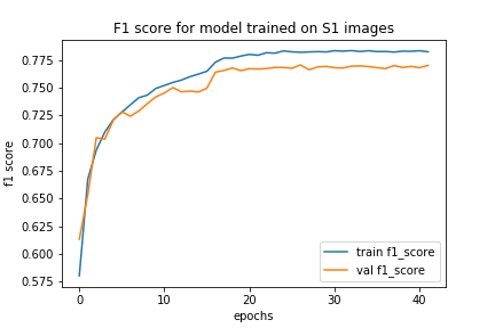 F1 score for model trained on S1 images
0.775
0.750
0.725
0.700
0.675
0.650
0.625
0.600
0.575
f1 score
0 10 20 30 40
epochs
train f1_score
val f1_score